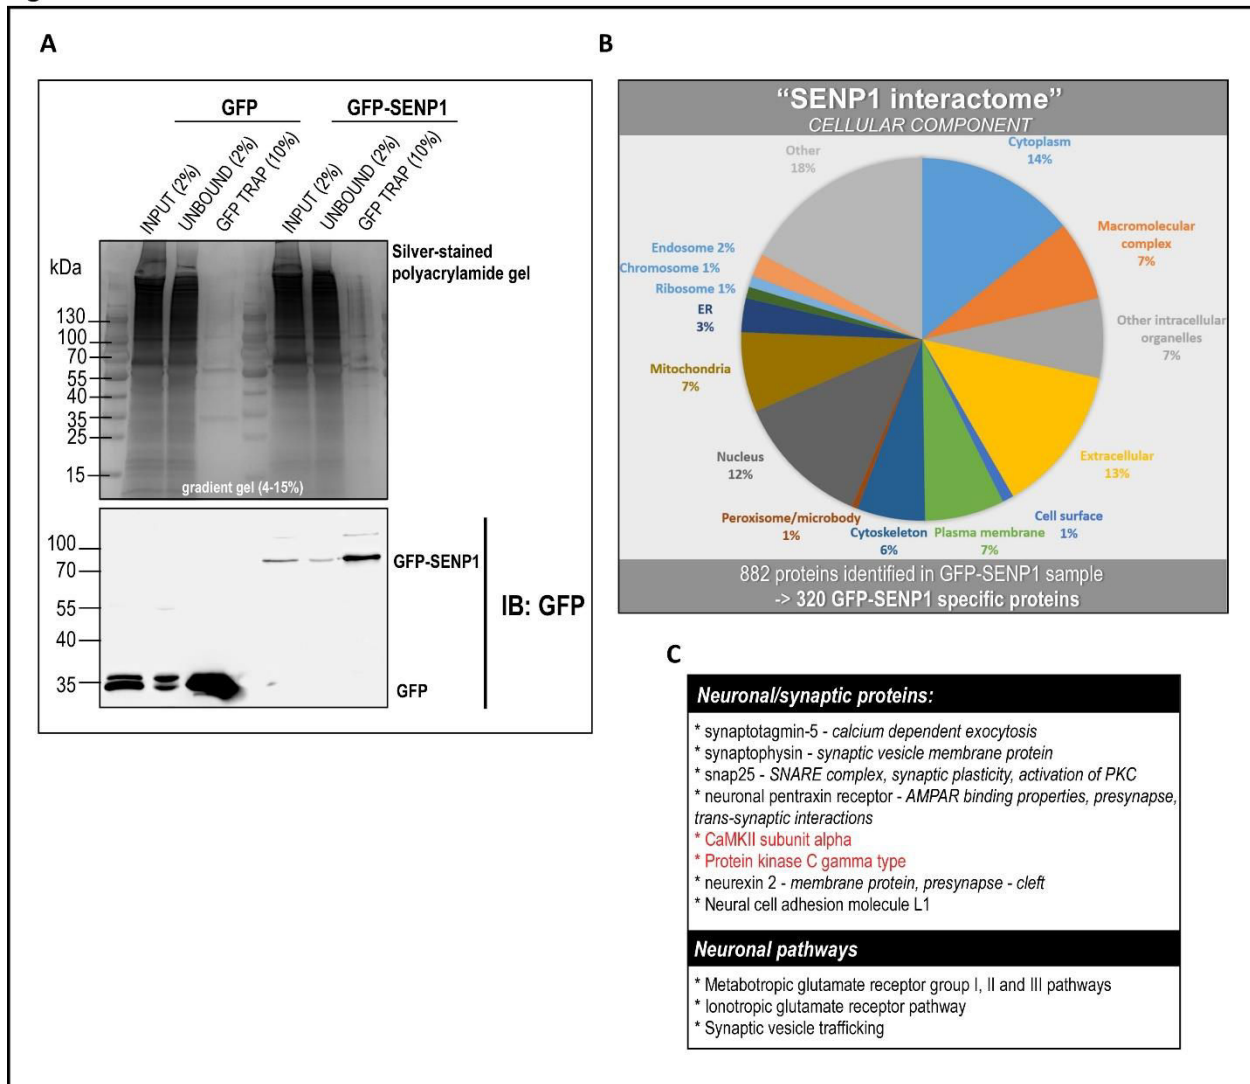 A
GFP
GFP-SENP1
INPUT (2%)
UNBOUND (2%)
GFP TRAP (10%)
INPUT (2%)
UNBOUND (2%)
GFP TRAP (10%)
kDa
Silver-stained
polyacrylamide gel
130
100
70
55
40
35
25
15
gradient gel (4-15%)
100
70
55
40
35
GFP-SENP1
GFP
IB: GFP
B
“SENP1 interactome”
CELLULAR COMPONENT
Cytoplasm
14%
Macromolecular
complex
7%
Other intracellular
organelles
7%
Extracellular
13%
Cell surface
1%
Plasma membrane
7%
Cytoskeleton
6%
Peroxisome/microbody
1%
Nucleus
12%
Mitochondria
7%
ER
3%
Ribosome 1%
Chromosome 1%
Endosome 2%
Other
18%
882 proteins identified in GFP-SENP1 sample
-> 320 GFP-SENP1 specific proteins
C
Neuronal/synaptic proteins:
* synaptotagmin-5 - calcium dependent exocytosis
* synaptophysin - synaptic vesicle membrane protein
* snap25 - SNARE complex, synaptic plasticity, activation of PKC
* neuronal pentraxin receptor - AMPAR binding properties, presynapse,
trans-synaptic interactions
* CaMKII subunit alpha
* Protein kinase C gamma type
* neurexin 2 - membrane protein, presynapse - cleft
* Neural cell adhesion molecule L1
Neuronal pathways
* Metabotropic glutamate receptor group I, II and III pathways
* Ionotropic glutamate receptor pathway
* Synaptic vesicle trafficking